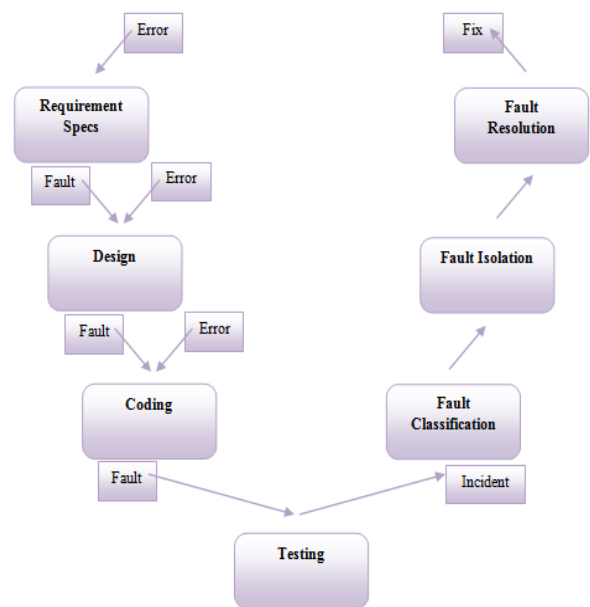 Error
Fix
Requirement
Specs
Fault
Resolution
Fault
Error
Design
Fault Isolation
Fault
Error
Coding
Fault
Classification
Fault
Incident
Testing